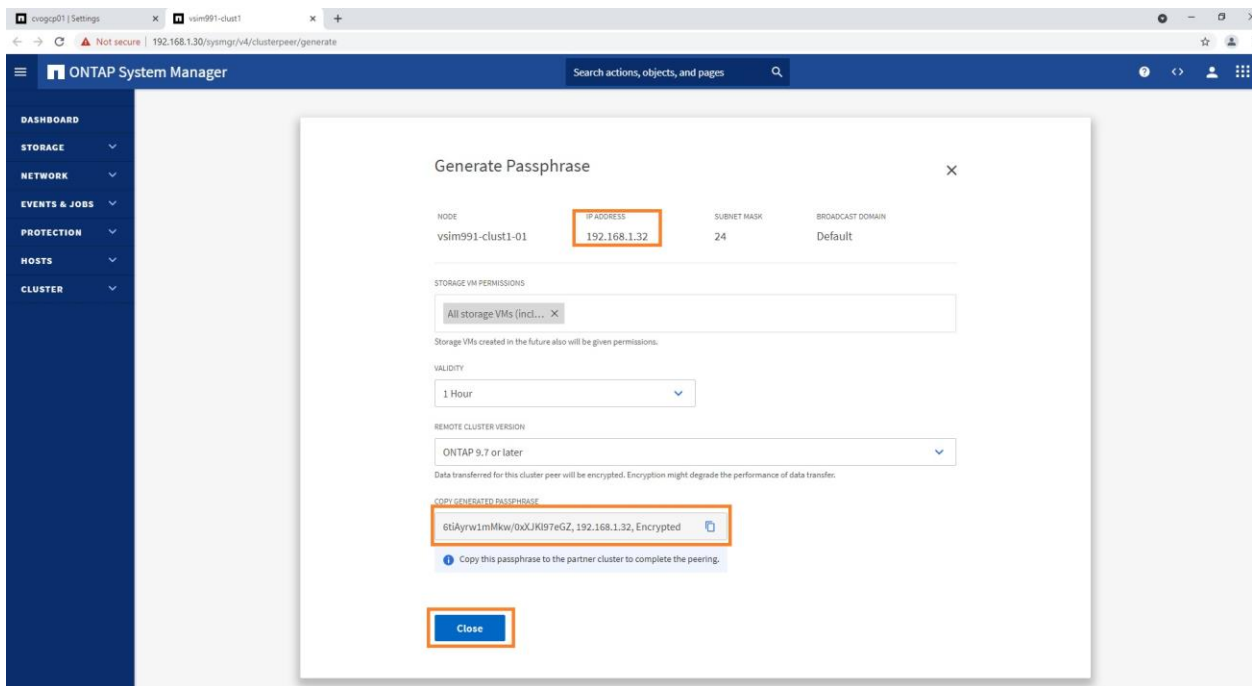 cvogcp01 | Settings
vsim991-clust1
Not secure | 192.168.1.30/sysmgr/v4/clusterpeer/generate
ONTAP System Manager
Search actions, objects, and pages
DASHBOARD
STORAGE
NETWORK
EVENTS & JOBS
PROTECTION
HOSTS
CLUSTER
Generate Passphrase
NODE IP ADDRESS SUBNET MASK BROADCAST DOMAIN
vsim991-clust1-01 192.168.1.32 24 Default
STORAGE VM PERMISSIONS
All storage VMs (incl...
Storage VMs created in the future also will be given permissions.
VALIDITY
1 Hour
REMOTE CLUSTER VERSION
ONTAP 9.7 or later
Data transferred for this cluster peer will be encrypted. Encryption might degrade the performance of data transfer.
COPY GENERATED PASSPHRASE
6tiAyrw1mMkw/0xXJKl97eGZ, 192.168.1.32, Encrypted
Copy this passphrase to the partner cluster to complete the peering.
Close